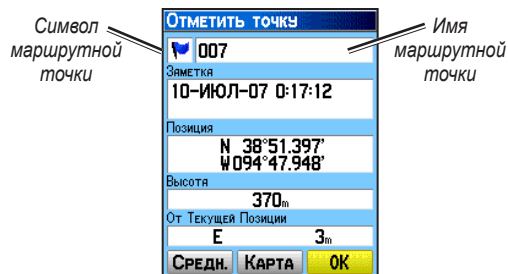 Отметить точку
Символ маршрутной точки
Имя маршрутной точки
007
Заметка
10-ИЮЛ-07 0:17:12
Позиция
N 38°51.397'
W094°47.948'
Высота
370m
От Текущей Позиции
E 3m
Средн. Карта OK